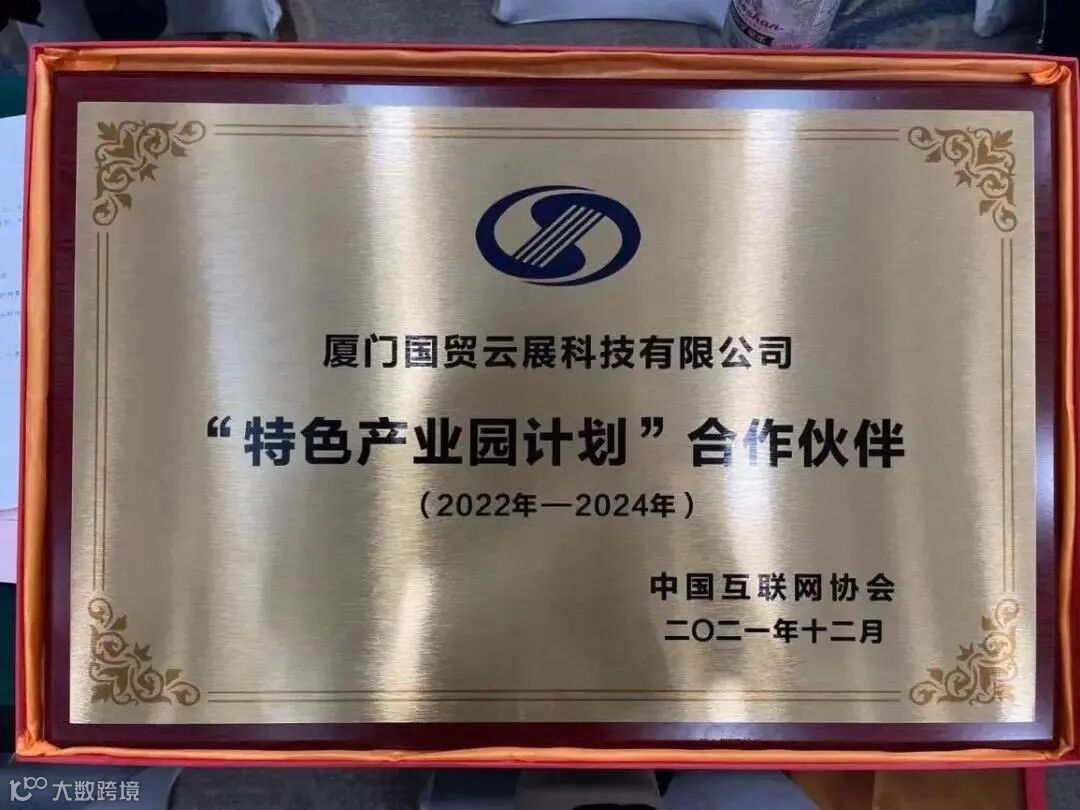 厦门国贸云展科技有限公司
“特色产业园计划”合作伙伴
（2022年—2024年）
中国互联网协会
二〇二一年十二月
大数跨境